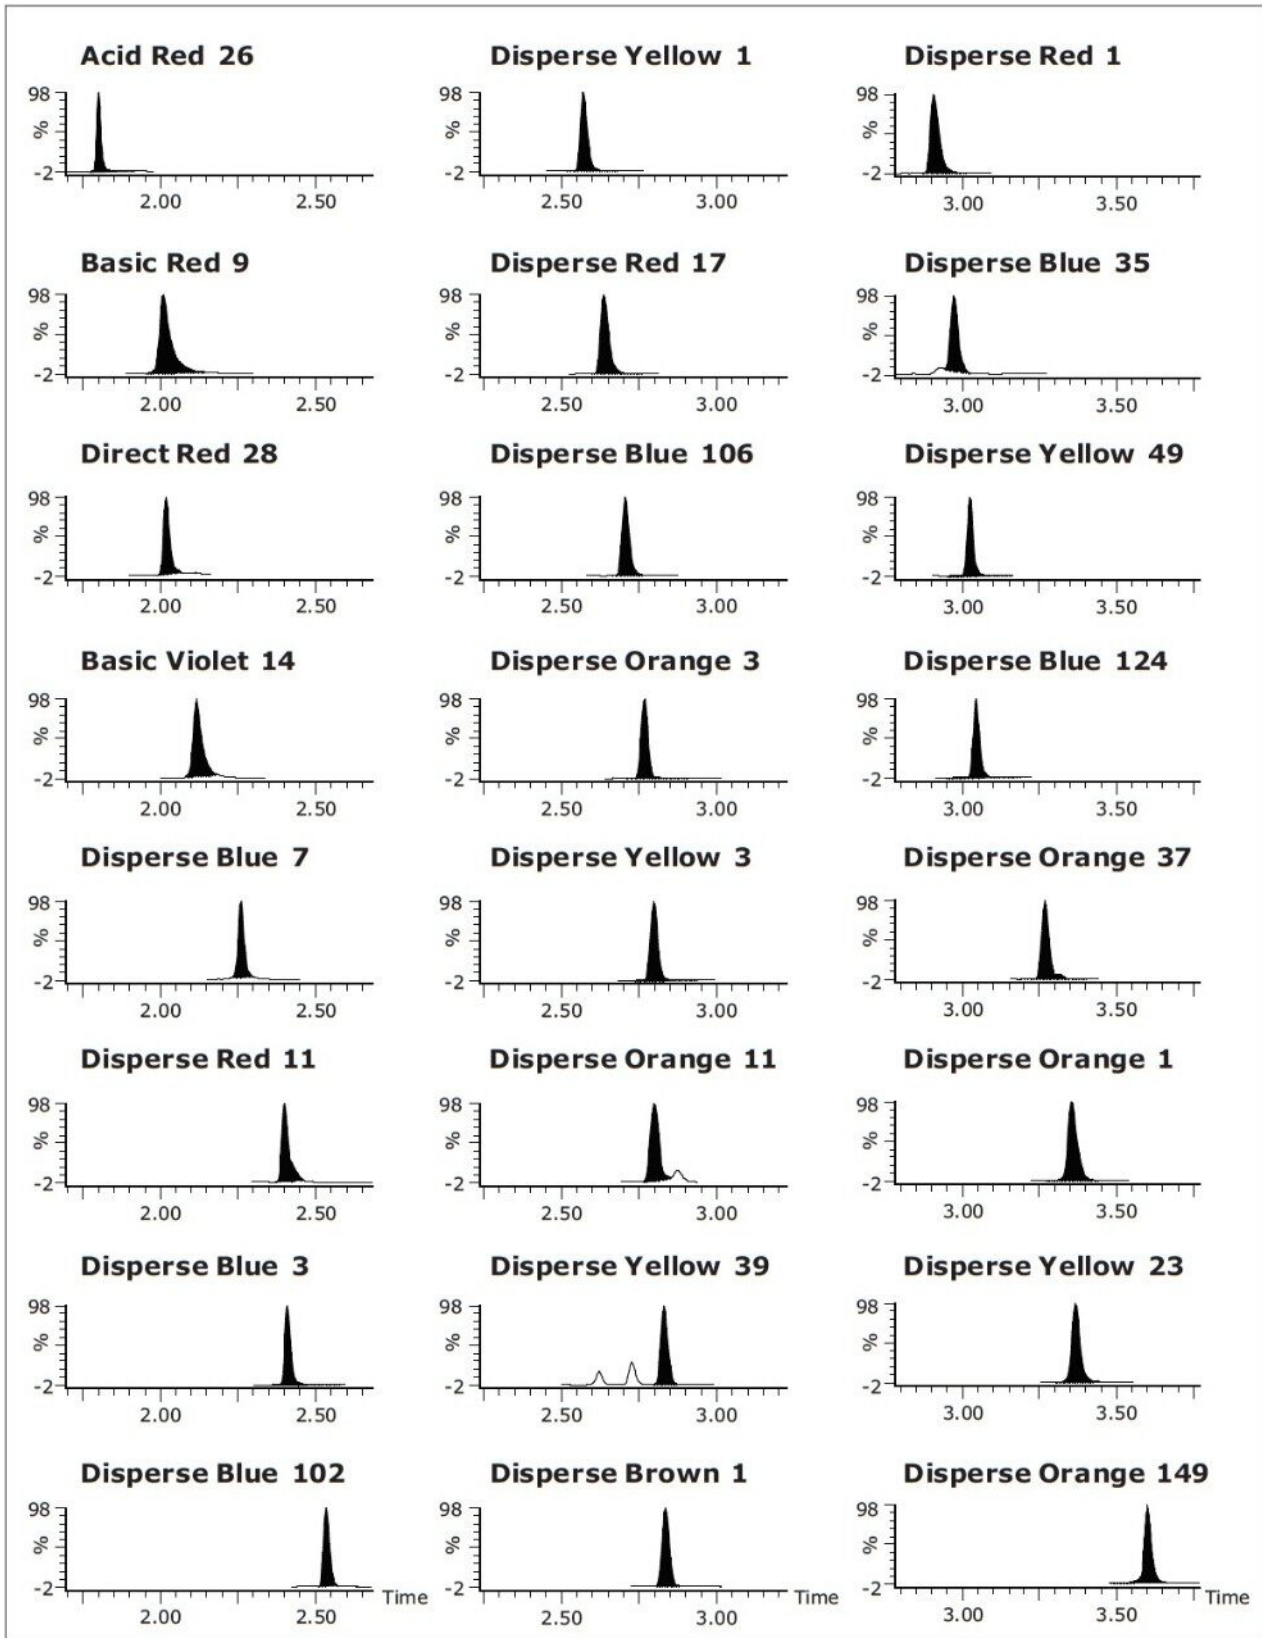 Acid Red 26 Disperse Yellow 1 Disperse Red 1
98 98 98
% % %
-2 -2 -2
2.00 2.50 2.50 3.00 3.00 3.50
Basic Red 9 Disperse Red 17 Disperse Blue 35
98 98 98
% % %
-2 -2 -2
2.00 2.50 2.50 3.00 3.00 3.50
Direct Red 28 Disperse Blue 106 Disperse Yellow 49
98 98 98
% % %
-2 -2 -2
2.00 2.50 2.50 3.00 3.00 3.50
Basic Violet 14 Disperse Orange 3 Disperse Blue 124
98 98 98
% % %
-2 -2 -2
2.00 2.50 2.50 3.00 3.00 3.50
Disperse Blue 7 Disperse Yellow 3 Disperse Orange 37
98 98 98
% % %
-2 -2 -2
2.00 2.50 2.50 3.00 3.00 3.50
Disperse Red 11 Disperse Orange 11 Disperse Orange 1
98 98 98
% % %
-2 -2 -2
2.00 2.50 2.50 3.00 3.00 3.50
Disperse Blue 3 Disperse Yellow 39 Disperse Yellow 23
98 98 98
% % %
-2 -2 -2
2.00 2.50 2.50 3.00 3.00 3.50
Disperse Blue 102 Disperse Brown 1 Disperse Orange 149
98 98 98
% % %
-2 Time -2 Time -2 Time
2.00 2.50 2.50 3.00 3.00 3.50